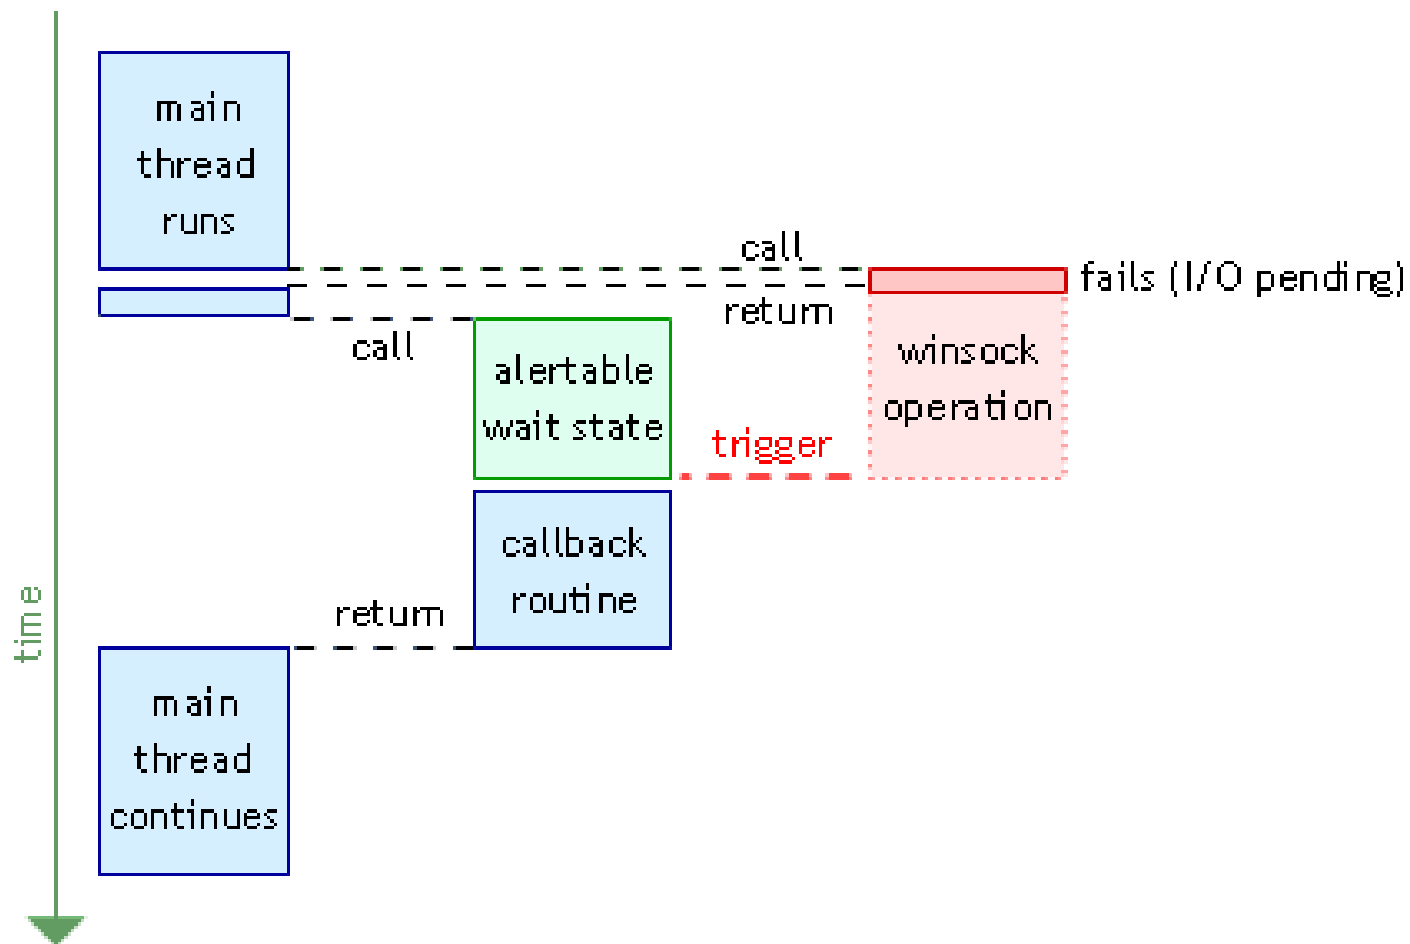 main
thread
runs
call
fails (I/O pending)
return
call
alertable
wait state
winsock
operation
trigger
callback
routine
return
time
main
thread
continues